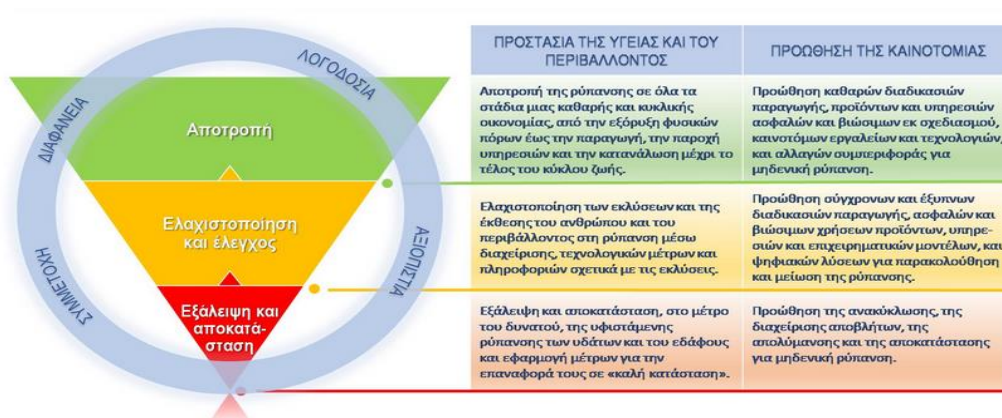 ΔΙΑΦΑΝΕΙΑ
ΛΟΓΟΔΟΣΙΑ
ΣΥΜΜΕΤΟΧΗ
ΑΞΙΟΠΙΣΤΙΑ
Αποτροπή
Ελαχιστοποίηση
και έλεγχος
Εξάλειψη και
αποκατά-
σταση
ΠΡΟΣΤΑΣΙΑ ΤΗΣ ΥΓΕΙΑΣ ΚΑΙ ΤΟΥ
ΠΕΡΙΒΑΛΛΟΝΤΟΣ
ΠΡΟΩΘΗΣΗ ΤΗΣ ΚΑΙΝΟΤΟΜΙΑΣ
Αποτροπή της ρύπανσης σε όλα τα
στάδια μιας καθαρής και κυκλικής
οικονομίας, από την εξόρυξη φυσικών
πόρων έως την παραγωγή, την παροχή
υπηρεσιών και την κατανάλωση μέχρι το
τέλος του κύκλου ζωής.
Προώθηση καθαρών διαδικασιών
παραγωγής, προϊόντων και υπηρεσιών
ασφαλών και βιώσιμων εκ σχεδιασμού,
καινοτόμων εργαλείων και τεχνολογιών,
και αλλαγών συμπεριφοράς για
μηδενική ρύπανση.
Ελαχιστοποίηση των εκλύσεων και της
έκθεσης του ανθρώπου και του
περιβάλλοντος στη ρύπανση μέσω
διαχείρισης, τεχνολογικών μέτρων και
πληροφοριών σχετικά με τις εκλύσεις.
Προώθηση σύγχρονων και έξυπνων
διαδικασιών παραγωγής, ασφαλών και
βιώσιμων χρήσεων προϊόντων, υπηρε-
σιών και επιχειρηματικών μοντέλων, και
ψηφιακών λύσεων για παρακολούθηση
και μείωση της ρύπανσης.
Εξάλειψη και αποκατάσταση, στο μέτρο
του δυνατού, της υφιστάμενης
ρύπανσης των υδάτων και του εδάφους
και εφαρμογή μέτρων για την
επαναφορά τους σε «καλή κατάσταση».
Προώθηση της ανακύκλωσης, της
διαχείρισης αποβλήτων, της
απολύμανσης και της αποκατάστασης
για μηδενική ρύπανση.